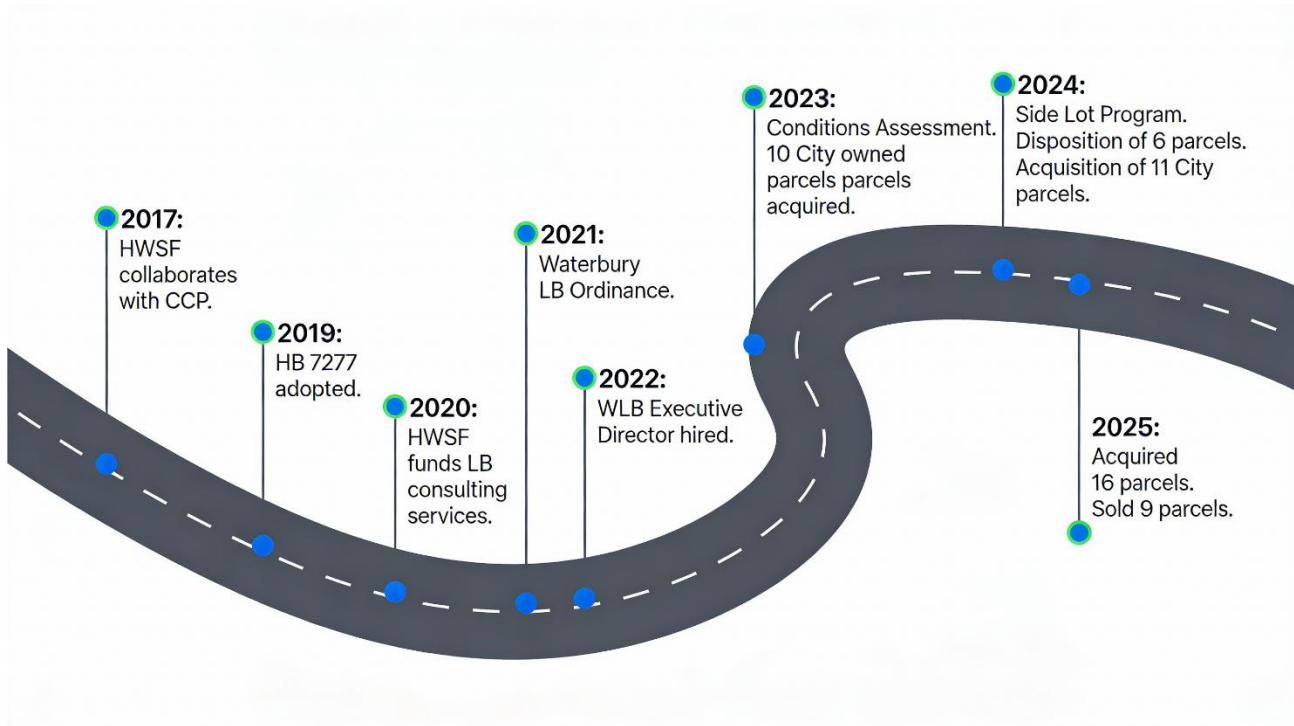 2017:
HWSF
collaborates
with CCP.
2019:
HB 7277
adopted.
2020:
HWSF
funds LB
consulting
services.
2021:
Waterbury
LB Ordinance.
2022:
WLB Executive
Director hired.
2023:
Conditions Assessment.
10 City owned
parcels parcels
acquired.
2024:
Side Lot Program.
Disposition of 6 parcels.
Acquisition of 11 City
parcels.
2025:
Acquired
16 parcels.
Sold 9 parcels.